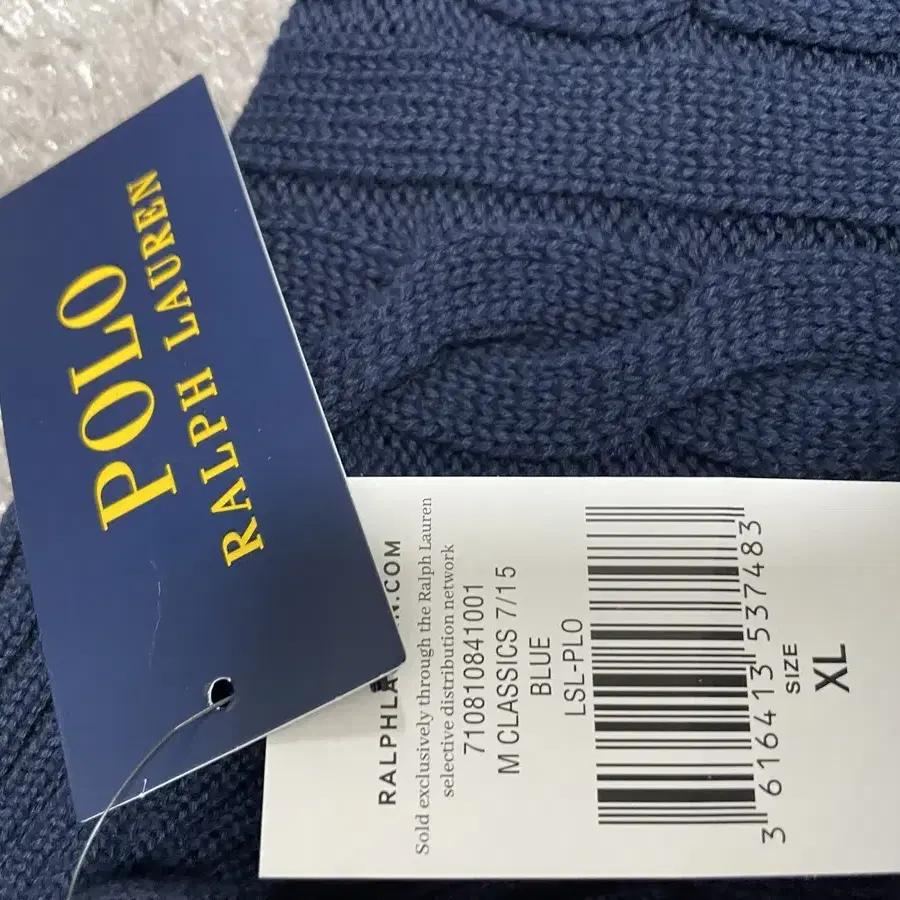 POLO
RALPH LAUREN
RALPHLA N.COM
Sold exclusively through the Ralph Lauren
selective distribution network
710810841001
M CLASSICS 7/15
BLUE
LSL-PLO
3 616413 537483
SIZE
XL